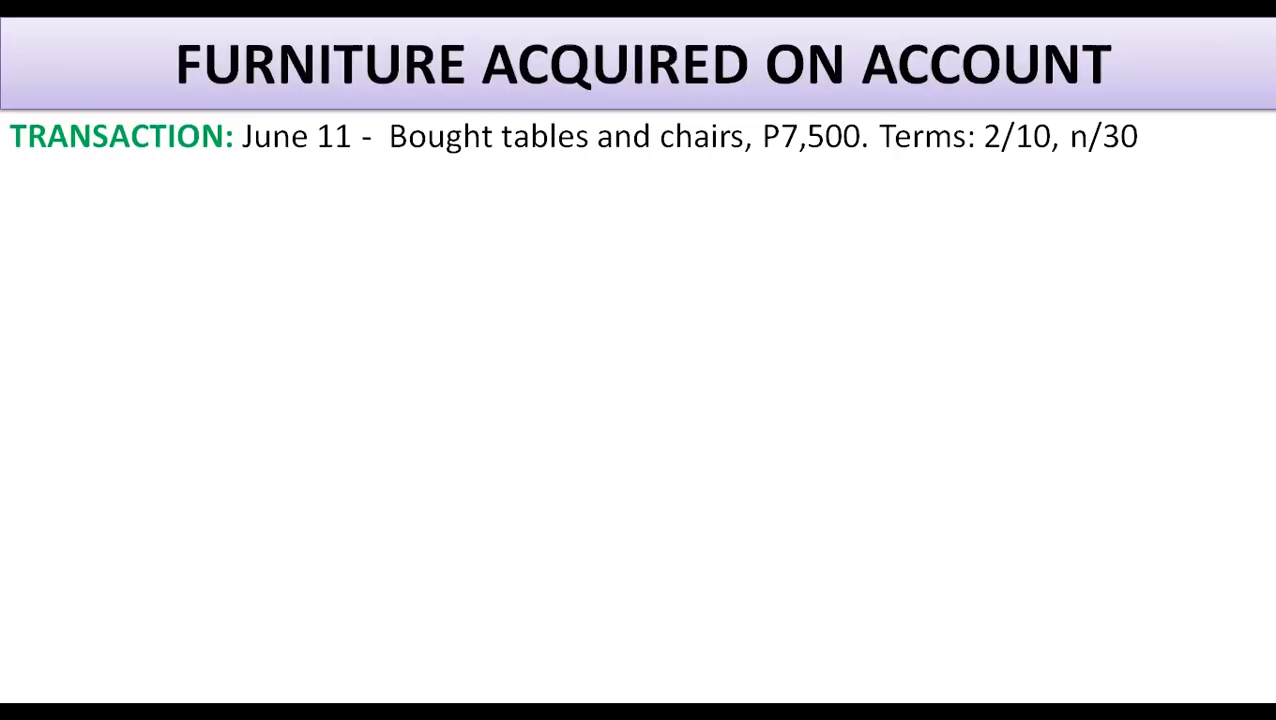 FURNITURE ACQUIRED ON ACCOUNT
TRANSACTION: June 11 - Bought tables and chairs, P7,500. Terms: 2/10, n/30